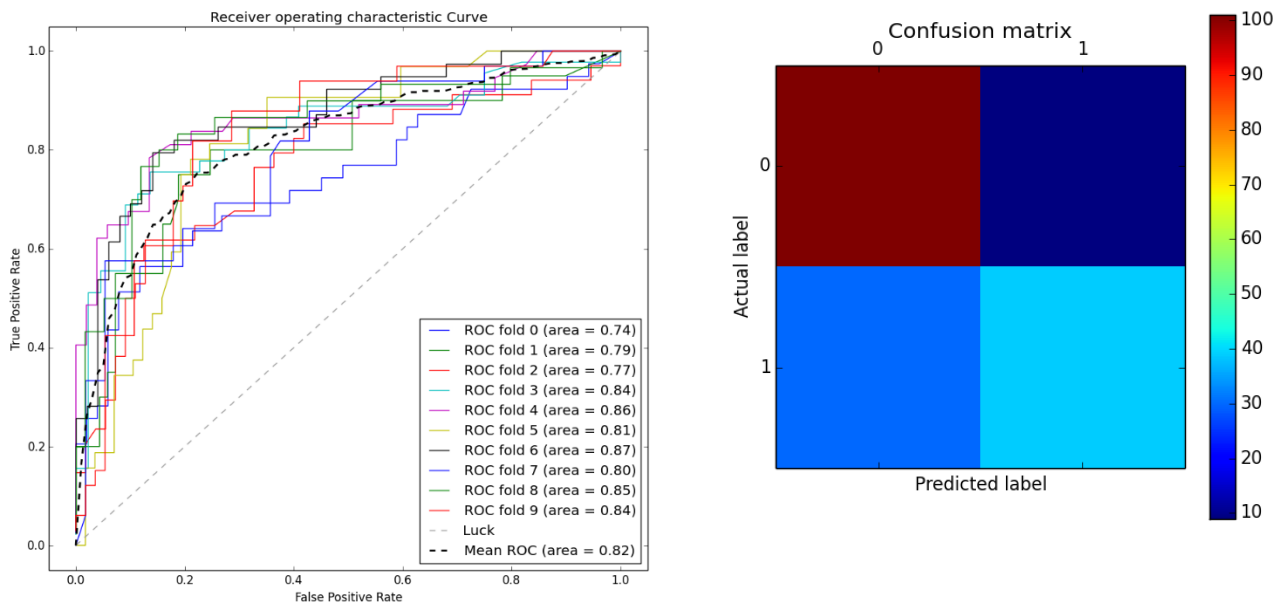 Receiver operating characteristic Curve
True Positive Rate
1.0
0.8
0.6
0.4
0.2
0.0
0.0 0.2 0.4 0.6 0.8 1.0
False Positive Rate
ROC fold 0 (area = 0.74)
ROC fold 1 (area = 0.79)
ROC fold 2 (area = 0.77)
ROC fold 3 (area = 0.84)
ROC fold 4 (area = 0.86)
ROC fold 5 (area = 0.81)
ROC fold 6 (area = 0.87)
ROC fold 7 (area = 0.80)
ROC fold 8 (area = 0.85)
ROC fold 9 (area = 0.84)
Luck
Mean ROC (area = 0.82)
Confusion matrix
0 1
Actual label
0
1
Predicted label
100
90
80
70
60
50
40
30
20
10